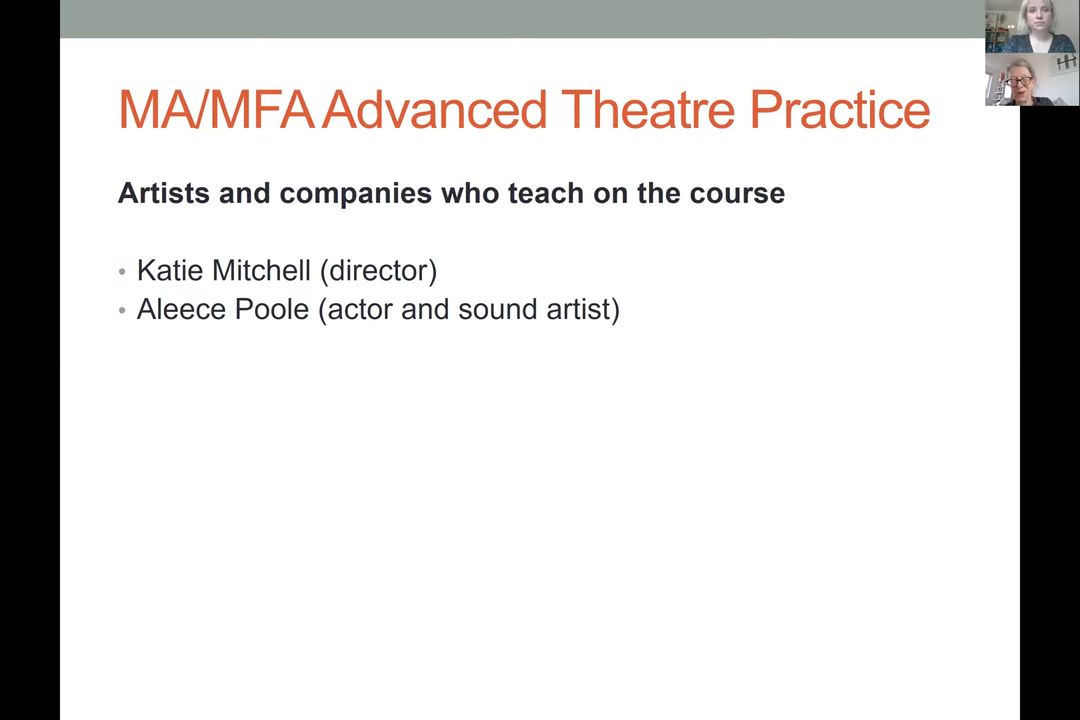 MA/MFA Advanced Theatre Practice
Artists and companies who teach on the course
• Katie Mitchell (director)
• Aleece Poole (actor and sound artist)